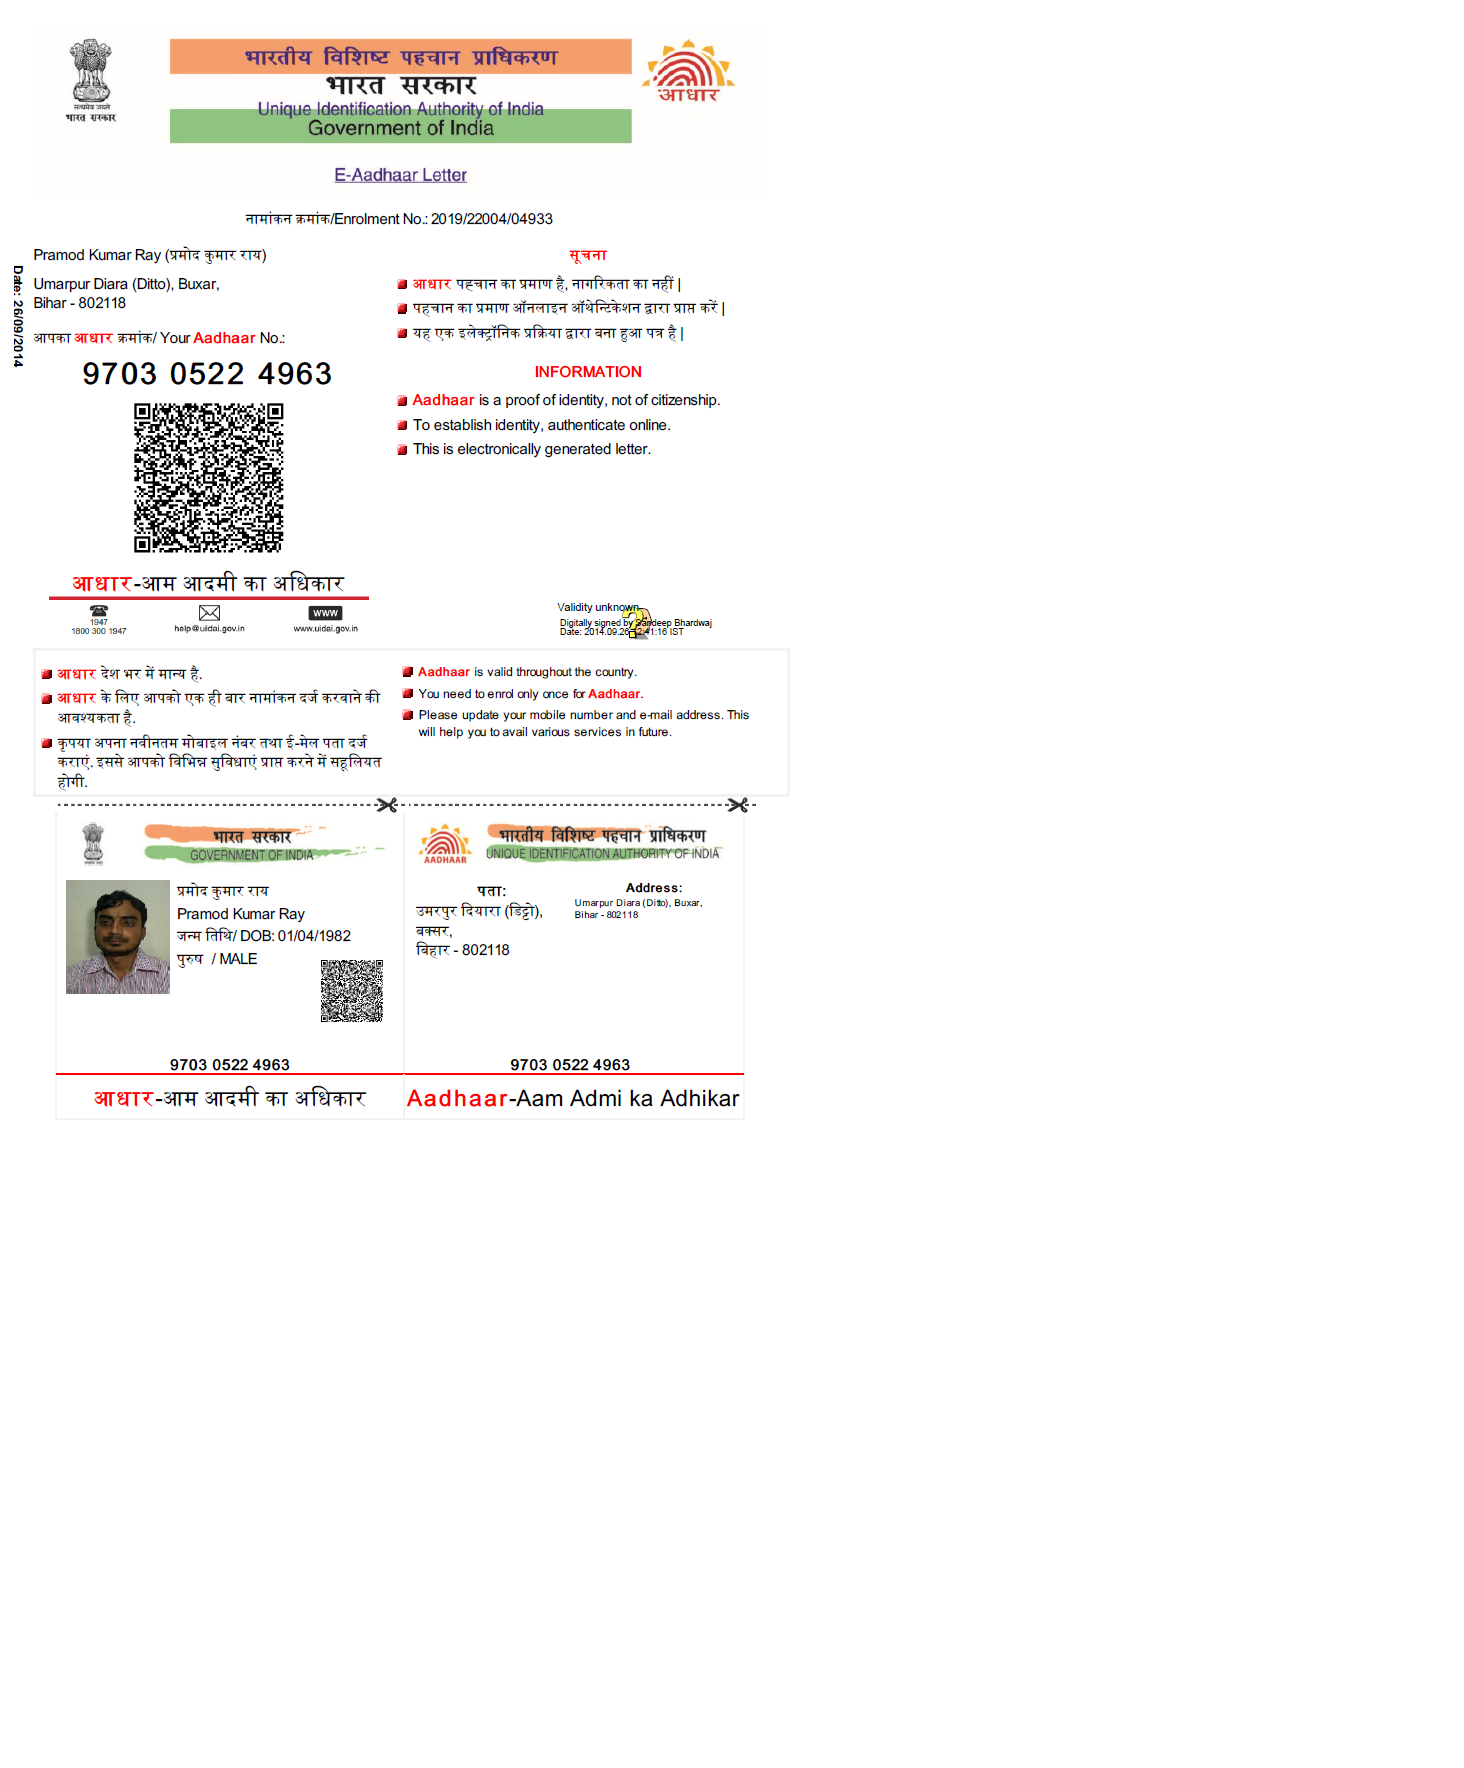 भारतीय विशिष्ट पहचान प्राधिकरण
भारत सरकार
Unique Identification Authority of India
Government of India
सत्यमेव जयते
भारत सरकार
आधार
E-Aadhaar Letter
नामांकन क्रमांक/Enrolment No.: 2019/22004/04933
Date: 26/09/2014
Pramod Kumar Ray (प्रमोद कुमार राय)
Umarpur Diara (Ditto), Buxar,
Bihar - 802118
आपका आधार क्रमांक/ Your Aadhaar No.:
9703 0522 4963
आधार-आम आदमी का अधिकार
1947
1800 300 1947
help@uidai.gov.in
www
www.uidai.gov.in
सूचना
आधार पहचान का प्रमाण है, नागरिकता का नहीं |
पहचान का प्रमाण ऑनलाइन ऑथेन्टिकेशन द्वारा प्राप्त करें |
यह एक इलेक्ट्रॉनिक प्रक्रिया द्वारा बना हुआ पत्र है |
INFORMATION
Aadhaar is a proof of identity, not of citizenship.
To establish identity, authenticate online.
This is electronically generated letter.
Validity unknown
Digitally signed by Sandeep Bhardwaj
Date: 2014.09.26 12:41:16 IST
आधार देश भर में मान्य है.
आधार के लिए आपको एक ही बार नामांकन दर्ज करवाने की
आवश्यकता है.
कृपया अपना नवीनतम मोबाइल नंबर तथा ई-मेल पता दर्ज
कराएं. इससे आपको विभिन्न सुविधाएं प्राप्त करने में सहूलियत
होगी.
Aadhaar is valid throughout the country.
You need to enrol only once for Aadhaar.
Please update your mobile number and e-mail address. This
will help you to avail various services in future.
भारत सरकार
GOVERNMENT OF INDIA
प्रमोद कुमार राय
Pramod Kumar Ray
जन्म तिथि/ DOB: 01/04/1982
पुरुष / MALE
9703 0522 4963
आधार-आम आदमी का अधिकार
AADHAAR
भारतीय विशिष्ट पहचान प्राधिकरण
UNIQUE IDENTIFICATION AUTHORITY OF INDIA
पता:
उमरपुर दियारा (डिट्टो),
बक्सर,
बिहार - 802118
Address:
Umarpur Diara (Ditto), Buxar,
Bihar - 802118
9703 0522 4963
Aadhaar-Aam Admi ka Adhikar